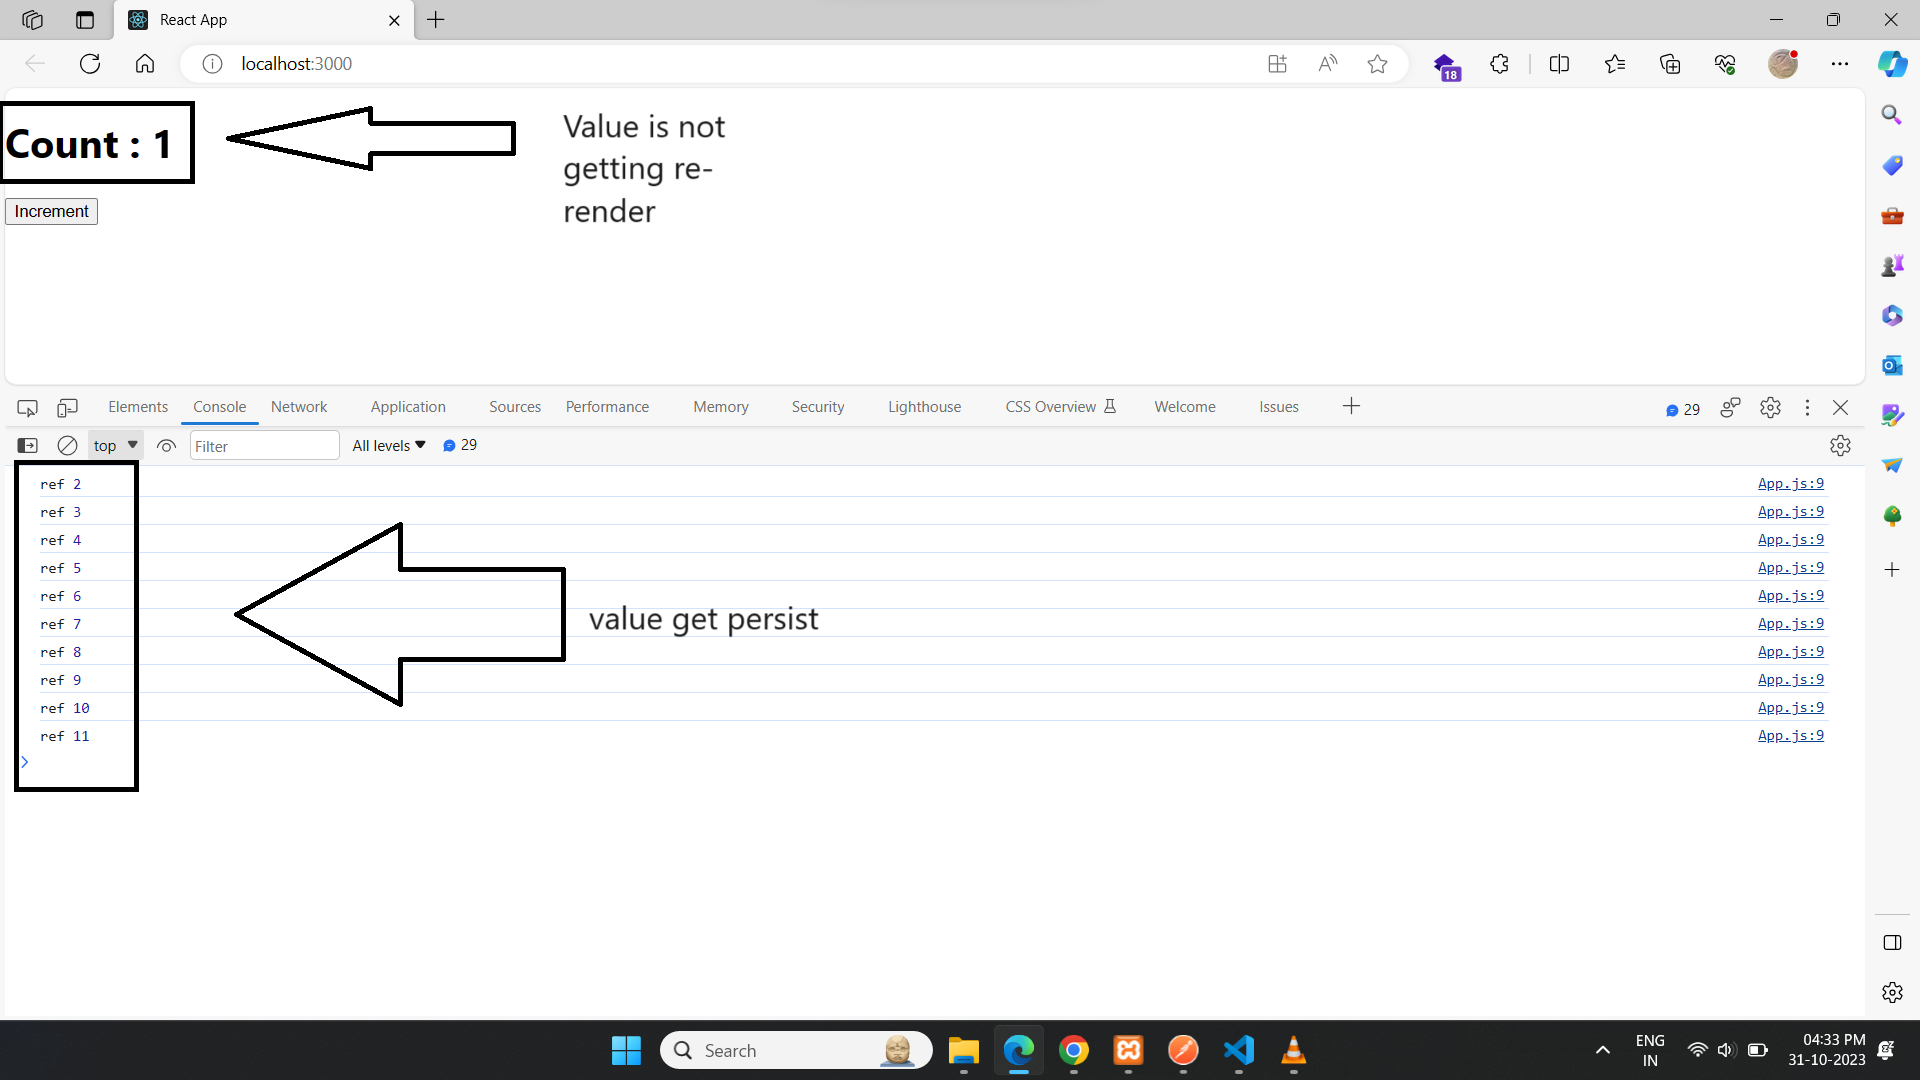 React App
localhost:3000
18
Count : 1
Value is not
getting re-
render
Increment
Elements Console Network Application Sources Performance Memory Security Lighthouse CSS Overview Welcome Issues 29
top Filter All levels 29
ref 2 App.js:9
ref 3 App.js:9
ref 4 App.js:9
ref 5 App.js:9
ref 6 App.js:9
ref 7 App.js:9
ref 8 App.js:9
ref 9 App.js:9
ref 10 App.js:9
ref 11 App.js:9
value get persist
Search
ENG
IN
04:33 PM
31-10-2023